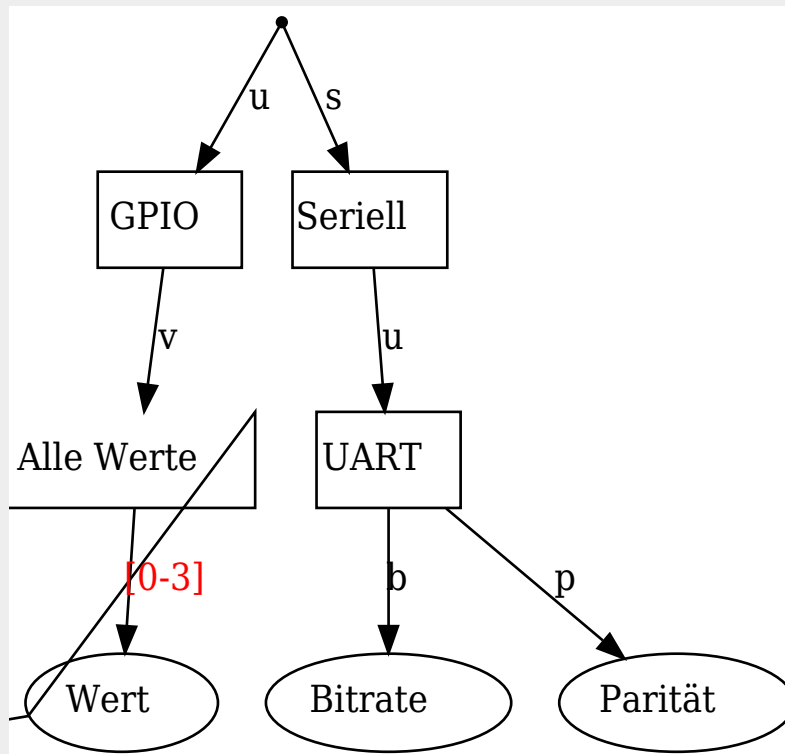 u
s
GPIO
Seriell
v
u
Alle Werte
UART
[0-3]
b
p
Wert
Bitrate
Parität